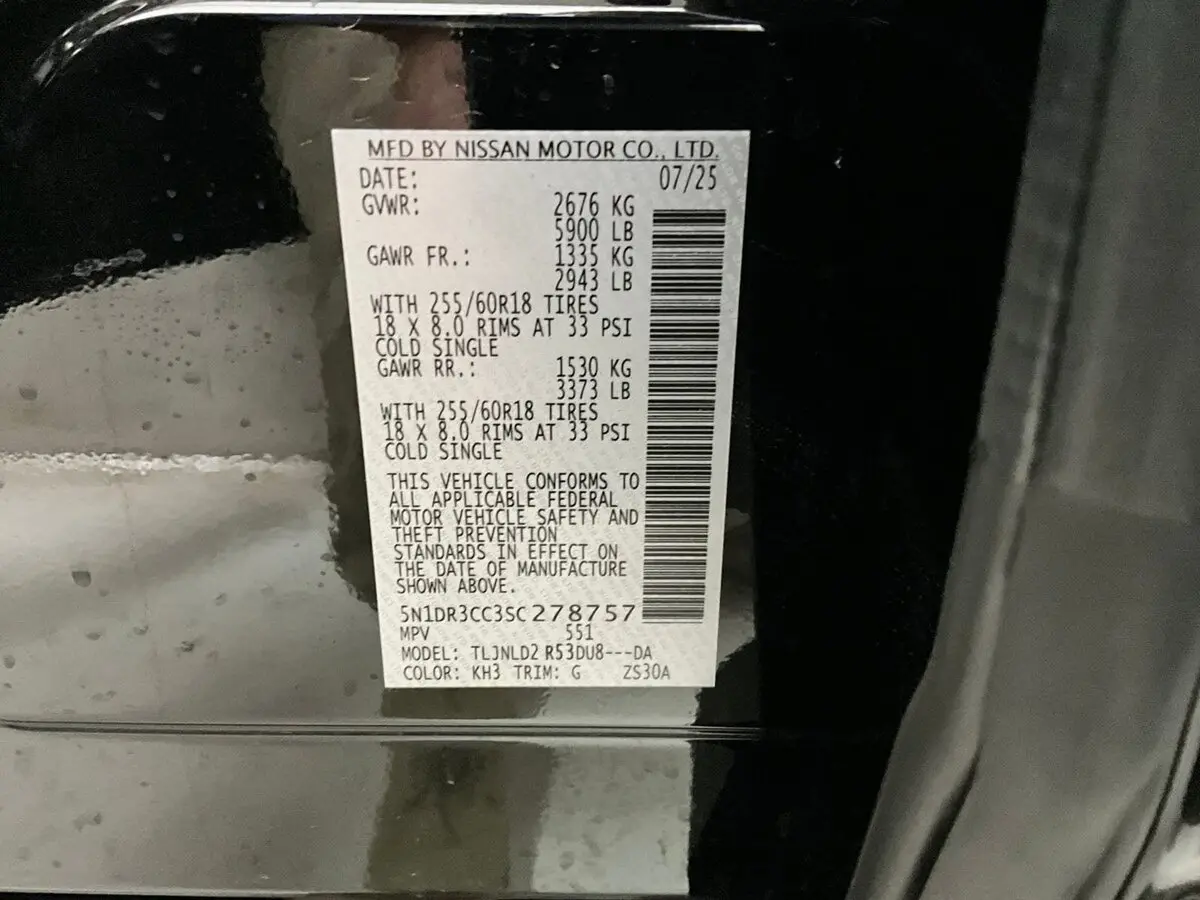 MFD BY NISSAN MOTOR CO., LTD.
DATE: 07/25
GVWR: 2676 KG
5900 LB
GAWR FR.: 1335 KG
2943 LB
WITH 255/60R18 TIRES
18 X 8.0 RIMS AT 33 PSI
COLD SINGLE
GAWR RR.: 1530 KG
3373 LB
WITH 255/60R18 TIRES
18 X 8.0 RIMS AT 33 PSI
COLD SINGLE
THIS VEHICLE CONFORMS TO
ALL APPLICABLE FEDERAL
MOTOR VEHICLE SAFETY AND
THEFT PREVENTION
STANDARDS IN EFFECT ON
THE DATE OF MANUFACTURE
SHOWN ABOVE.
5N1DR3CC3SC278757
MPV 551
MODEL: TLJNLD2 R53DU8---DA
COLOR: KH3 TRIM: G ZS30A